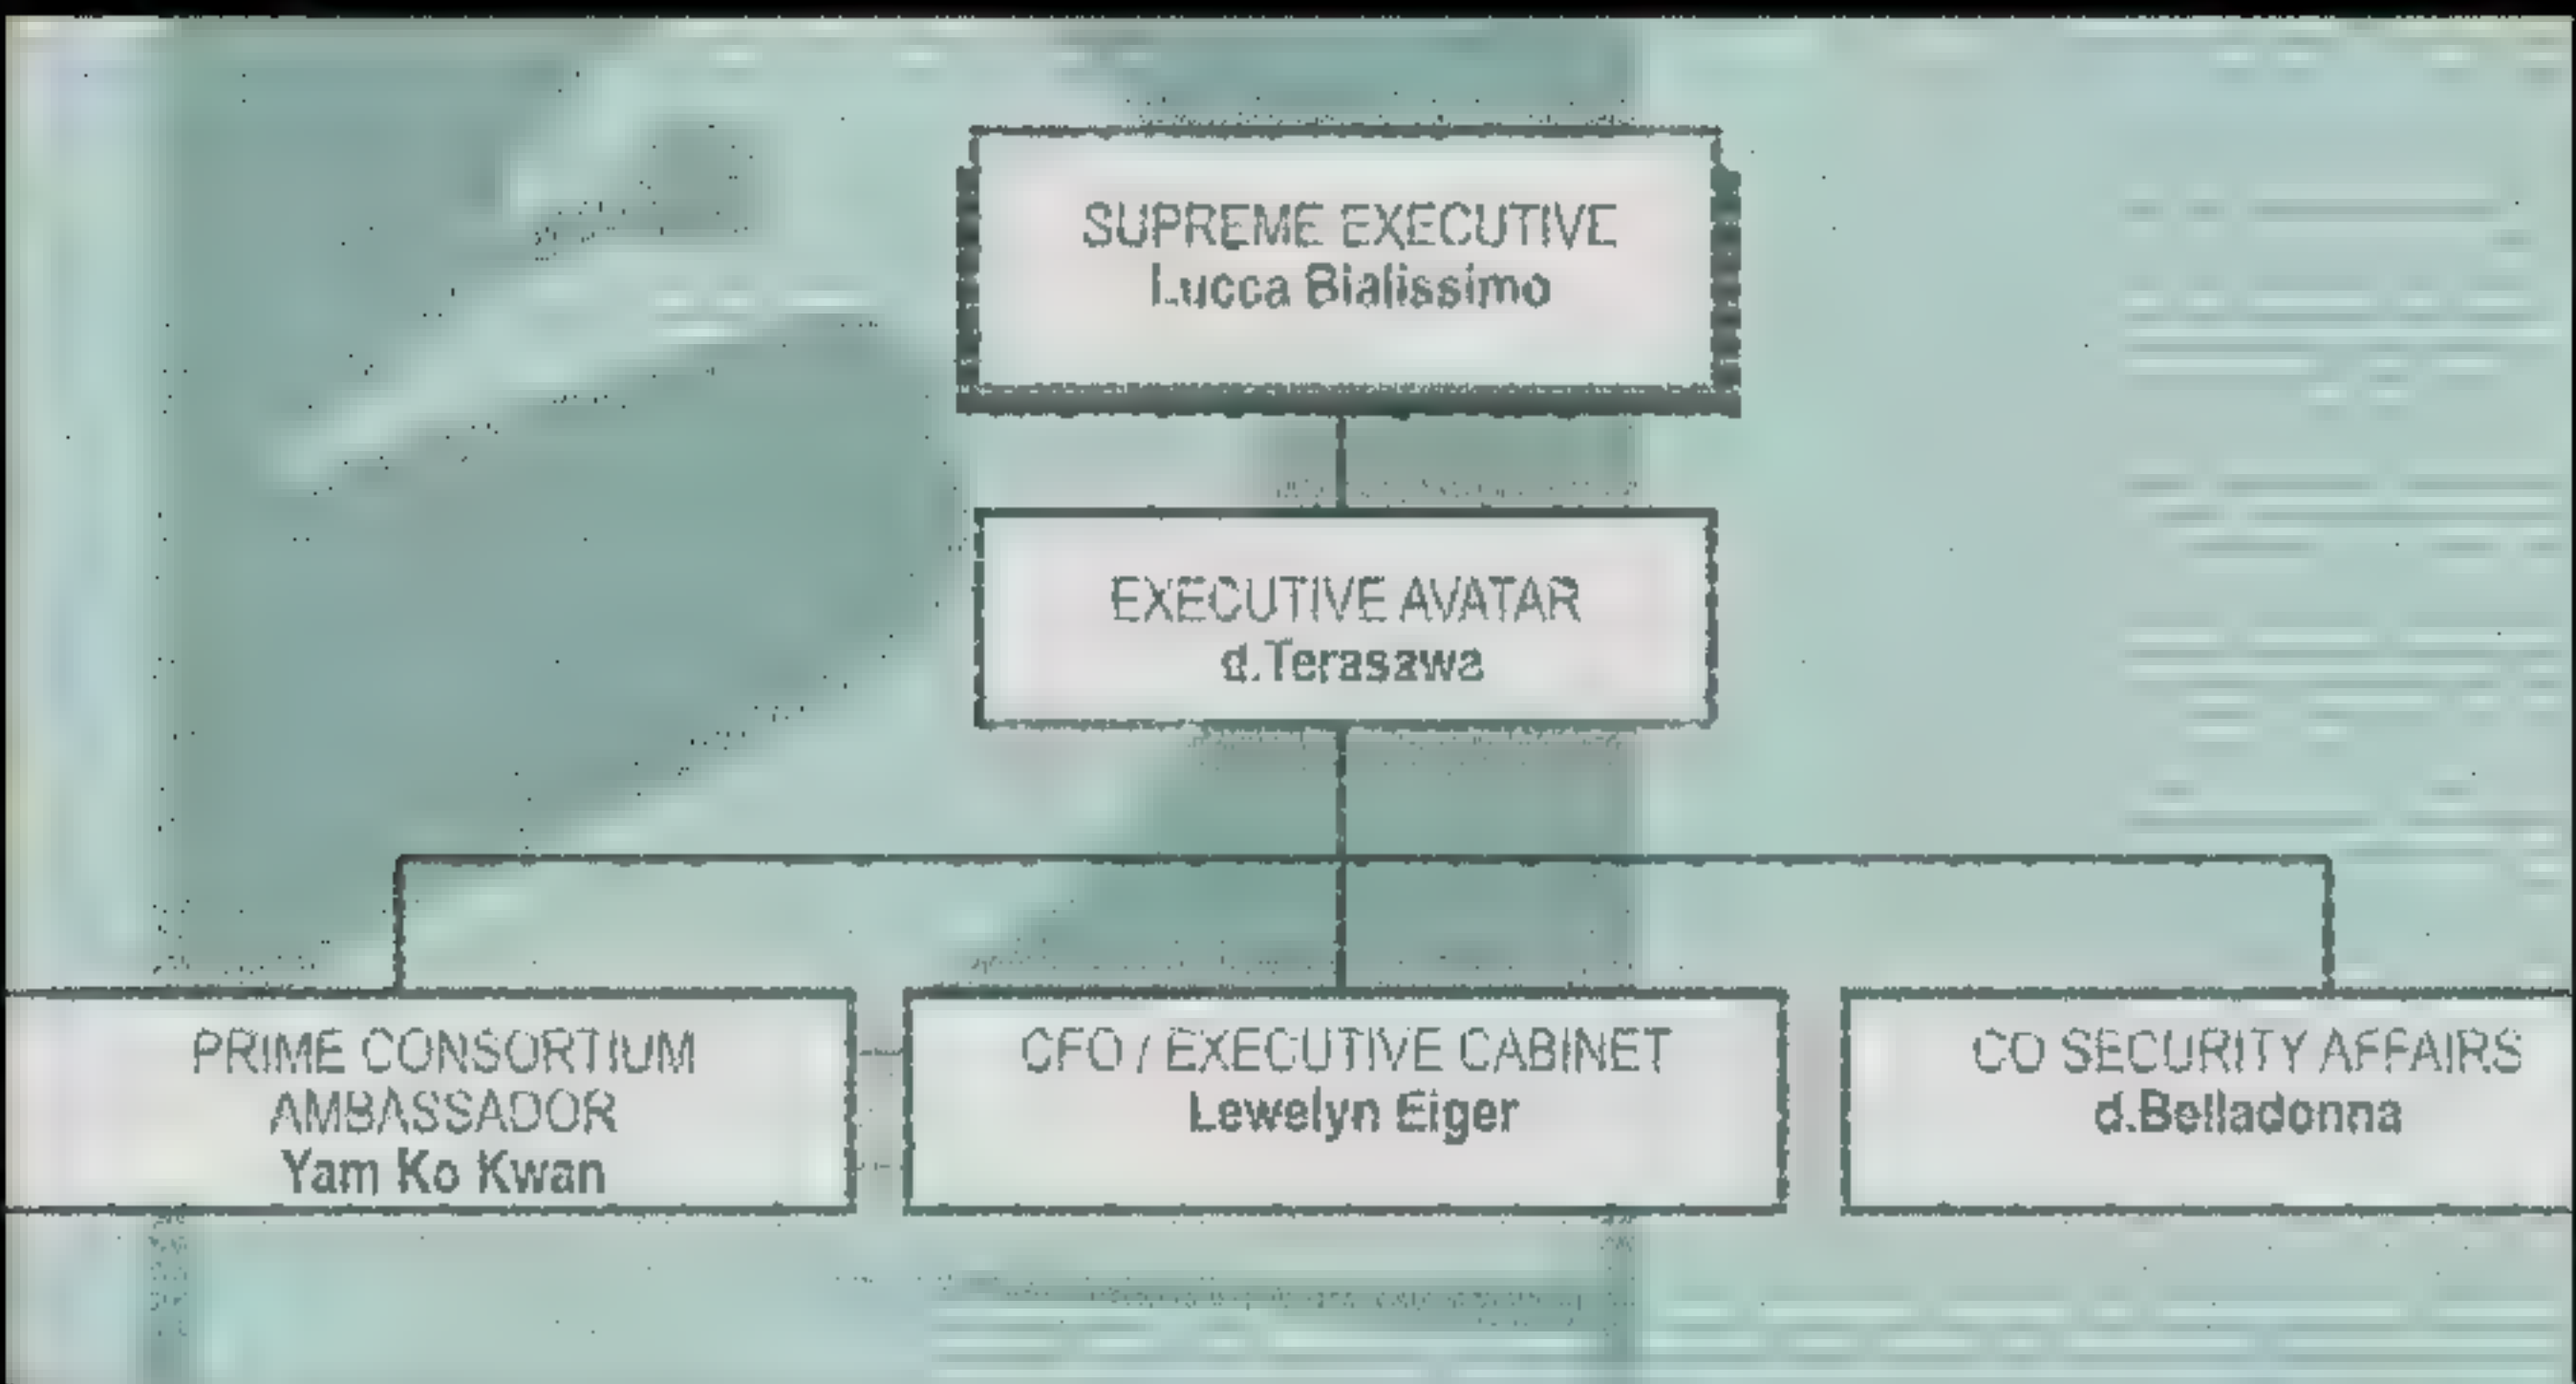 SUPREME EXECUTIVE
Lucca Bialissimo
EXECUTIVE AVATAR
d.Terasawa
PRIME CONSORTIUM
AMBASSADOR
Yam Ko Kwan
CFO / EXECUTIVE CABINET
Lewelyn Eiger
CO SECURITY AFFAIRS
d.Belladonna